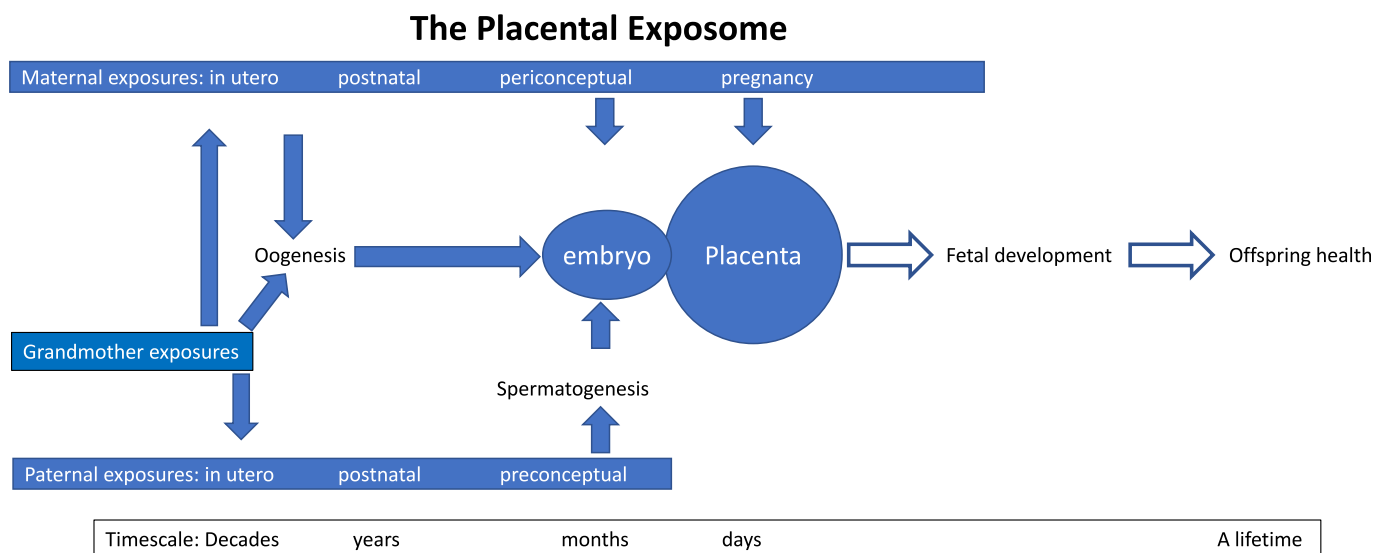 The Placental Exposome
Maternal exposures: in utero postnatal periconceptual pregnancy
Oogenesis embryo Placenta Fetal development Offspring health
Grandmother exposures
Spermatogenesis
Paternal exposures: in utero postnatal preconceptual
Timescale: Decades years months days A lifetime